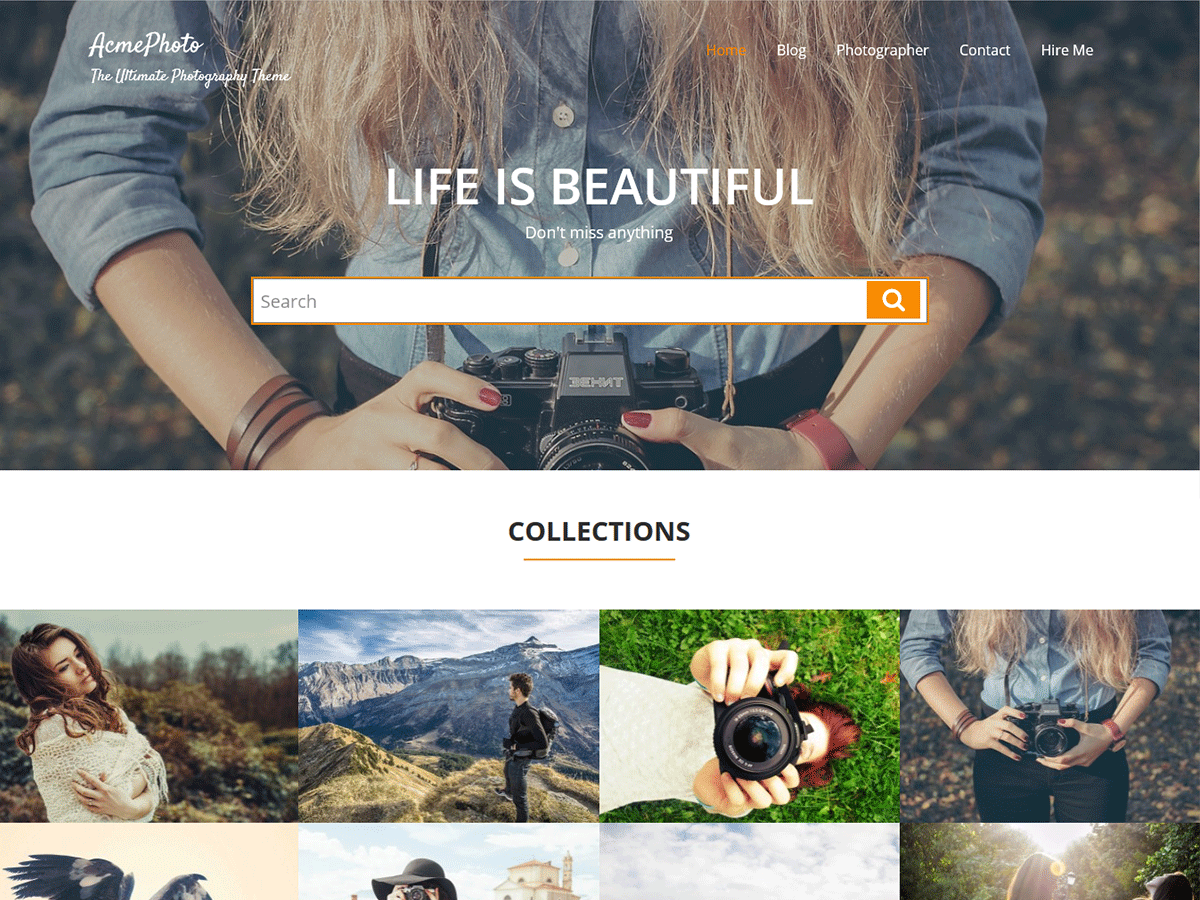 AcmePhoto
The Ultimate Photography Theme
Home Blog Photographer Contact Hire Me
LIFE IS BEAUTIFUL
Don't miss anything
Search
ЗЕНИТ
COLLECTIONS